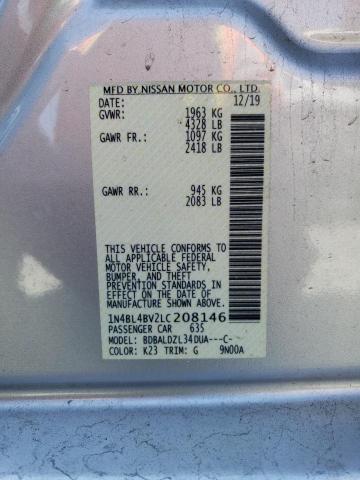 MFD.BY.NISSAN MOTOR CO., LTD.
DATE: 12/19
GVWR: 1963 KG
4328 LB
GAWR FR.: 1097 KG
2418 LB
GAWR RR.: 945 KG
2083 LB
THIS VEHICLE CONFORMS TO
ALL APPLICABLE FEDERAL
MOTOR VEHICLE SAFETY,
BUMPER, AND THEFT
PREVENTION STANDARDS
IN EFFECT ON THE DATE OF
MANUFACTURE SHOWN ABOVE.
1N4BL4BV2LC208146
PASSENGER CAR 635
MODEL: BDBALDZL34DUA---C-
COLOR: K23 TRIM: G 9N00A